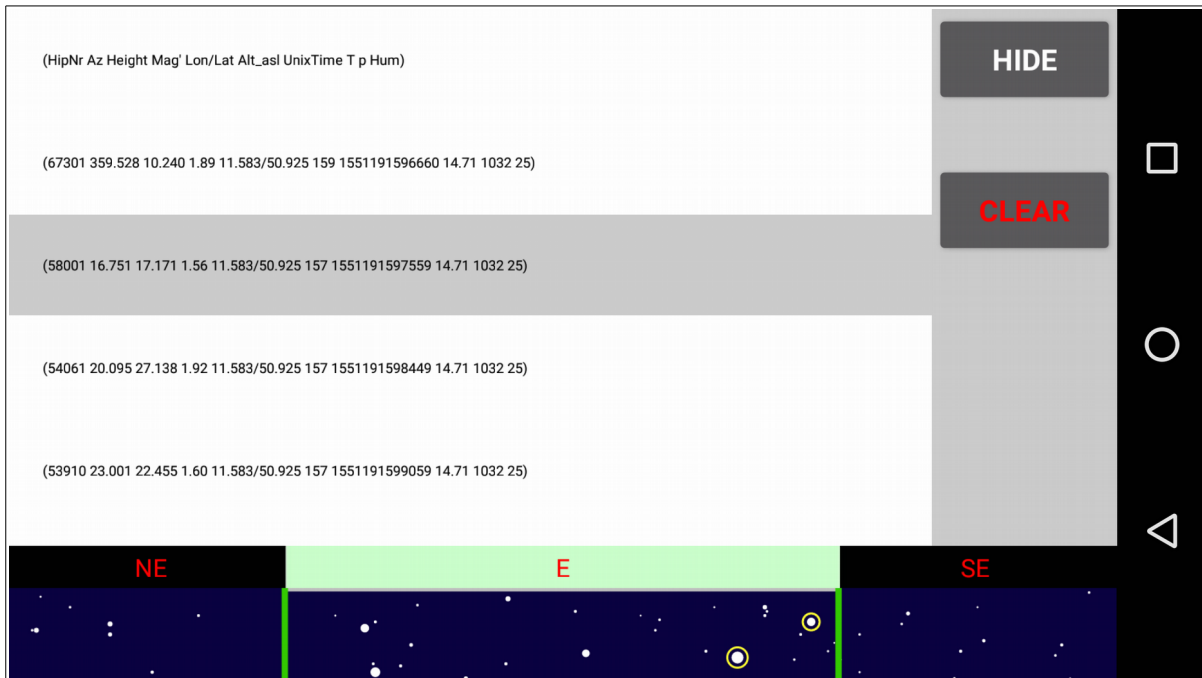 (HipNr Az Height Mag' Lon/Lat Alt_asl UnixTime T p Hum)
HIDE
(67301 359.528 10.240 1.89 11.583/50.925 159 1551191596660 14.71 1032 25)
CLEAR
(58001 16.751 17.171 1.56 11.583/50.925 157 1551191597559 14.71 1032 25)
(54061 20.095 27.138 1.92 11.583/50.925 157 1551191598449 14.71 1032 25)
(53910 23.001 22.455 1.60 11.583/50.925 157 1551191599059 14.71 1032 25)
NE E SE